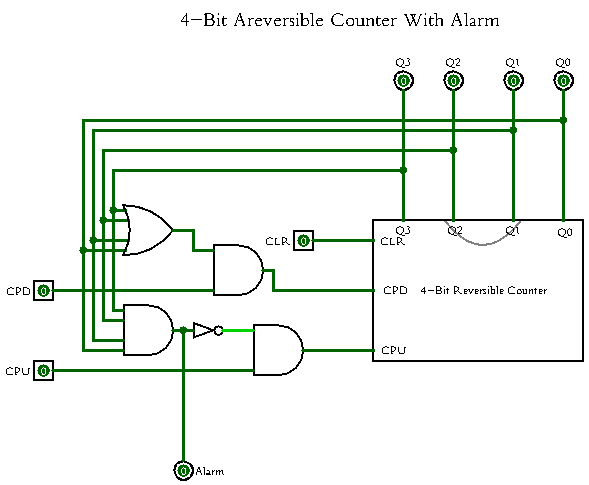 4-Bit Areversible Counter With Alarm
Q3 Q2 Q1 Q0
0 0 0 0
Q3 Q2 Q1 Q0
CLR 0 CLR
CPD 0 CPD 4-Bit Reversible Counter
CPU
CPU 0
0 Alarm